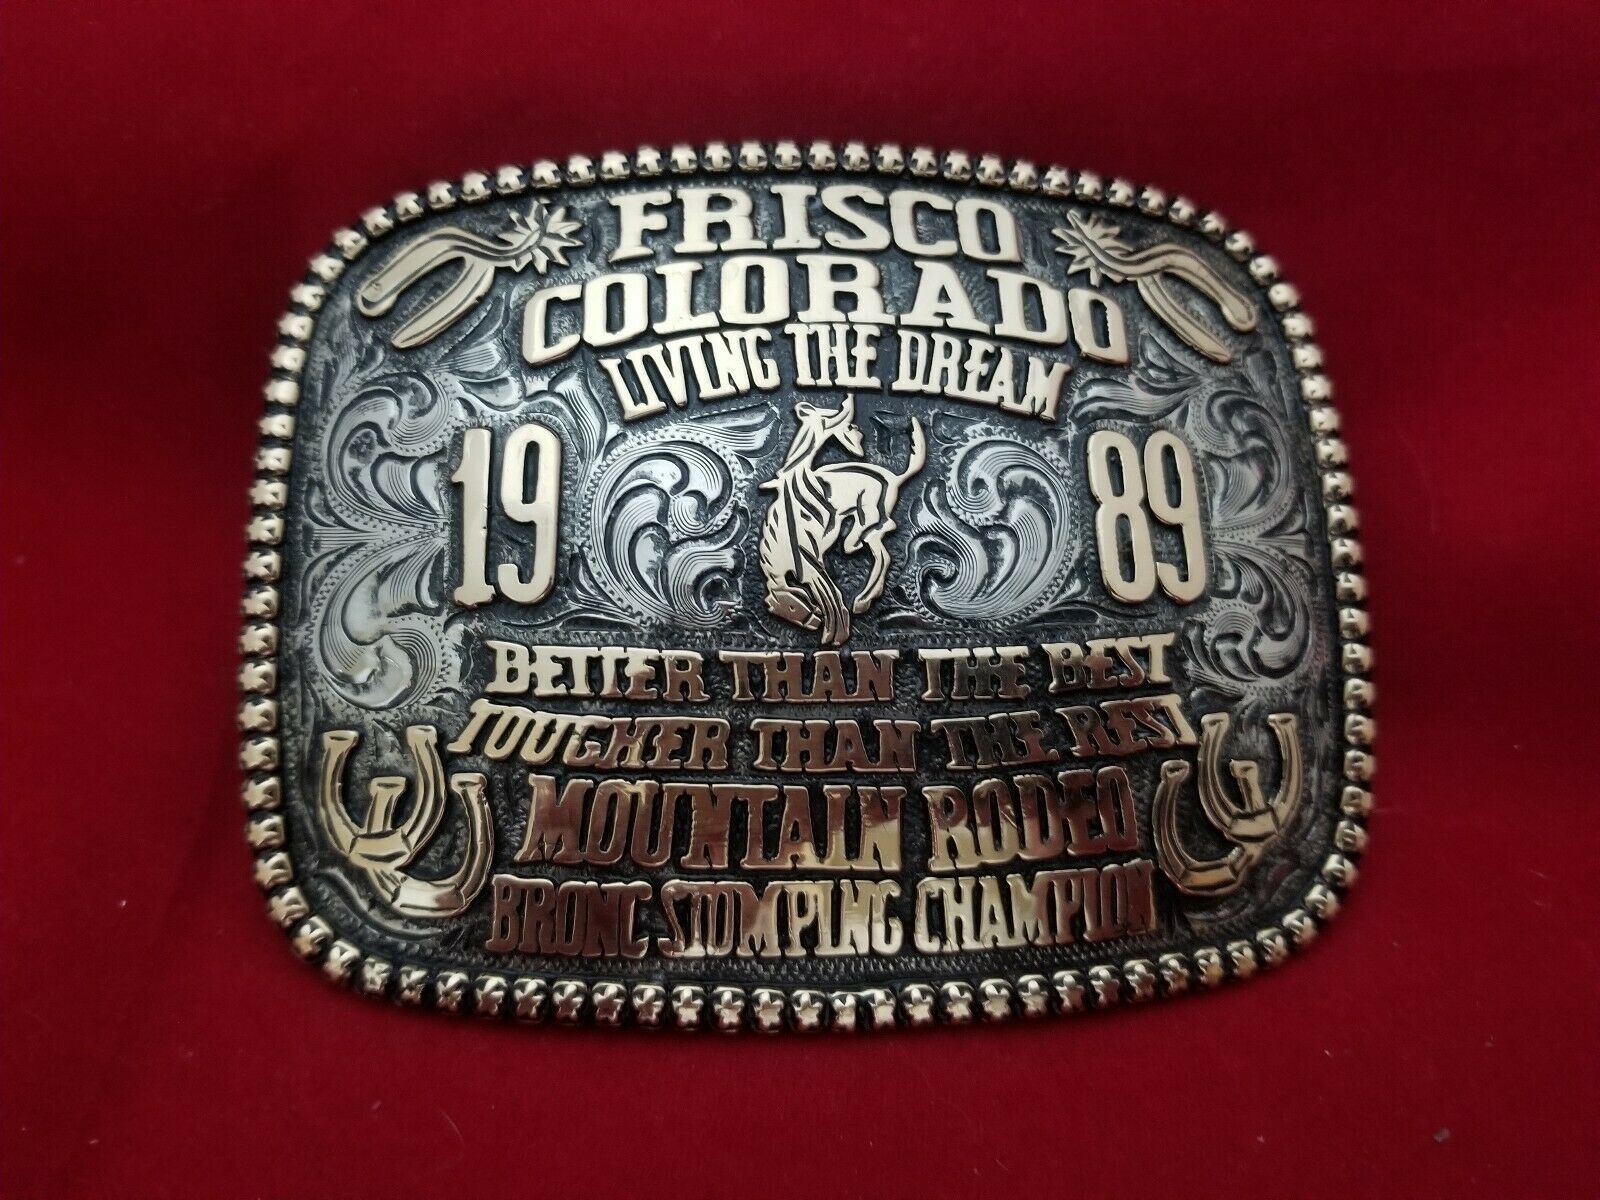 FRISCO
COLORADO
LIVING THE DREAM
19 89
BETTER THAN THE BEST
TOUGHER THAN THE REST
MOUNTAIN RODEO
BRONC STOMPING CHAMPION